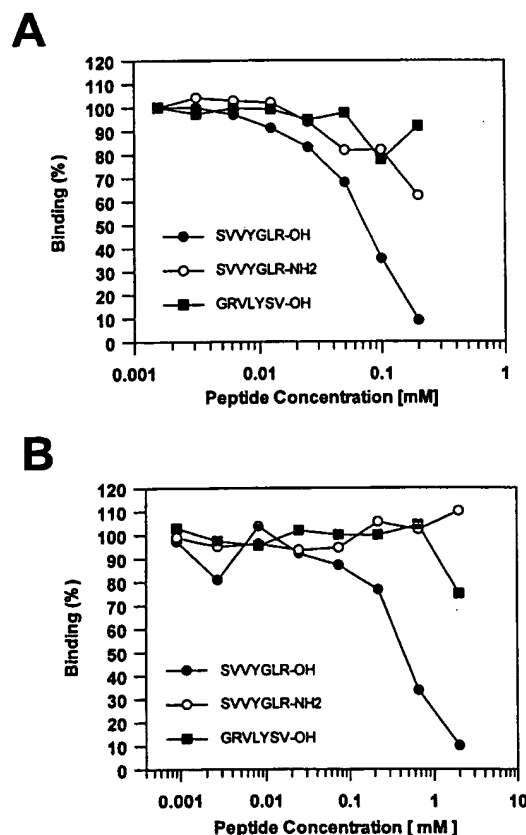 A
120
110
100
90
80
70
60
50
40
30
20
10
0
Binding (%)
SVVYGLR-OH
SVVYGLR-NH2
GRVLYSV-OH
0.001 0.01 0.1 1
Peptide Concentration [mM]
B
120
110
100
90
80
70
60
50
40
30
20
10
0
Binding (%)
SVVYGLR-OH
SVVYGLR-NH2
GRVLYSV-OH
0.001 0.01 0.1 1 10
Peptide Concentration [ mM ]